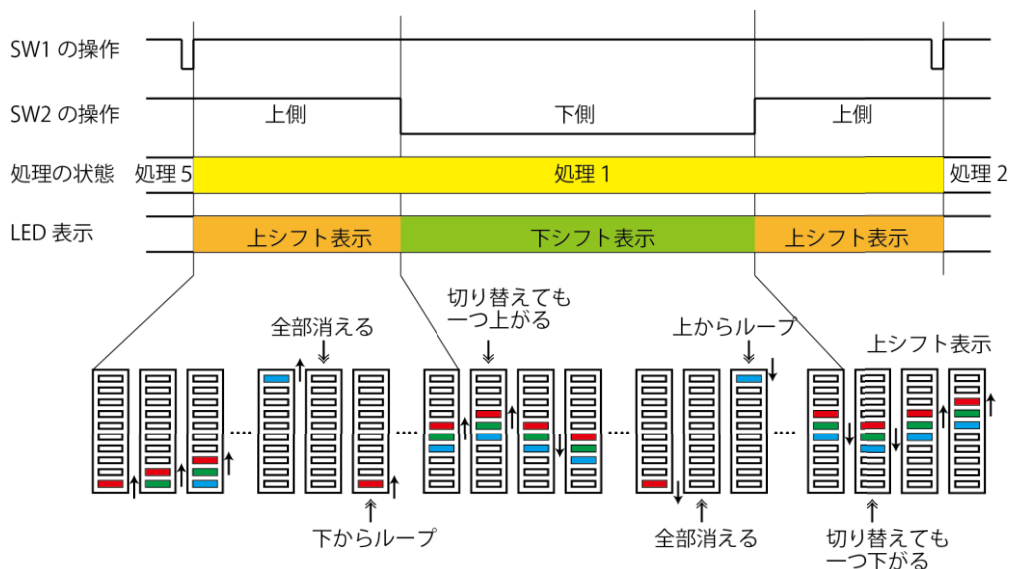 SW1 の操作
SW2 の操作
上側
下側
上側
処理の状態
処理 5
処理 1
処理 2
LED 表示
上シフト表示
下シフト表示
上シフト表示
全部消える
切り替えても
一つ上がる
上からループ
上シフト表示
.....
.....
.....
.....
下からループ
全部消える
切り替えても
一つ下がる